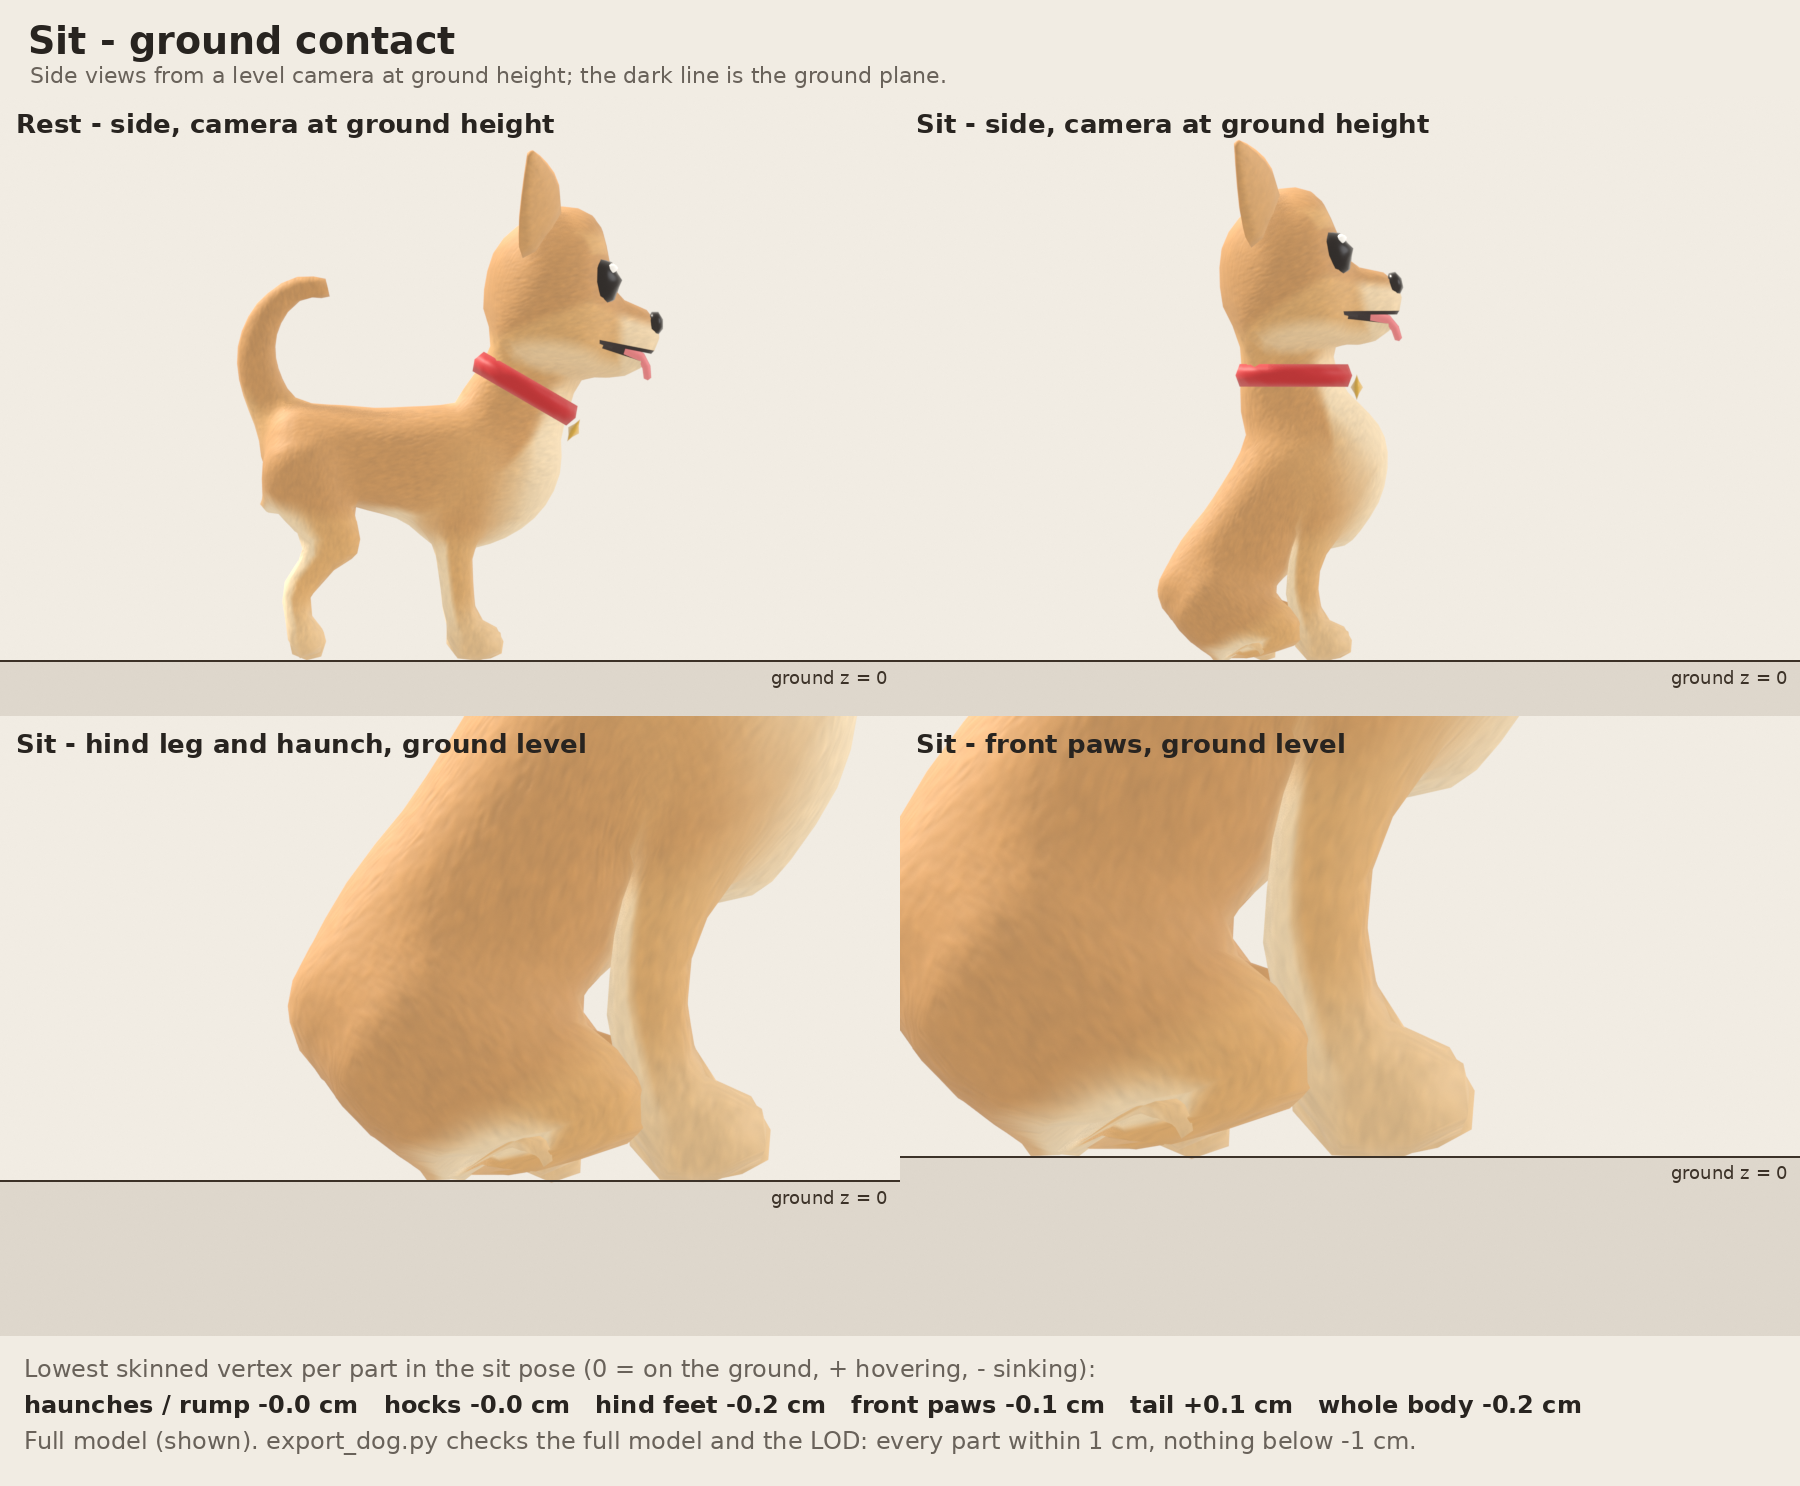 Sit - ground contact
Side views from a level camera at ground height; the dark line is the ground plane.
Rest - side, camera at ground height
Sit - side, camera at ground height
ground z = 0
ground z = 0
Sit - hind leg and haunch, ground level
Sit - front paws, ground level
ground z = 0
ground z = 0
Lowest skinned vertex per part in the sit pose (0 = on the ground, + hovering, - sinking):
haunches / rump -0.0 cm   hocks -0.0 cm   hind feet -0.2 cm   front paws -0.1 cm   tail +0.1 cm   whole body -0.2 cm
Full model (shown). export_dog.py checks the full model and the LOD: every part within 1 cm, nothing below -1 cm.